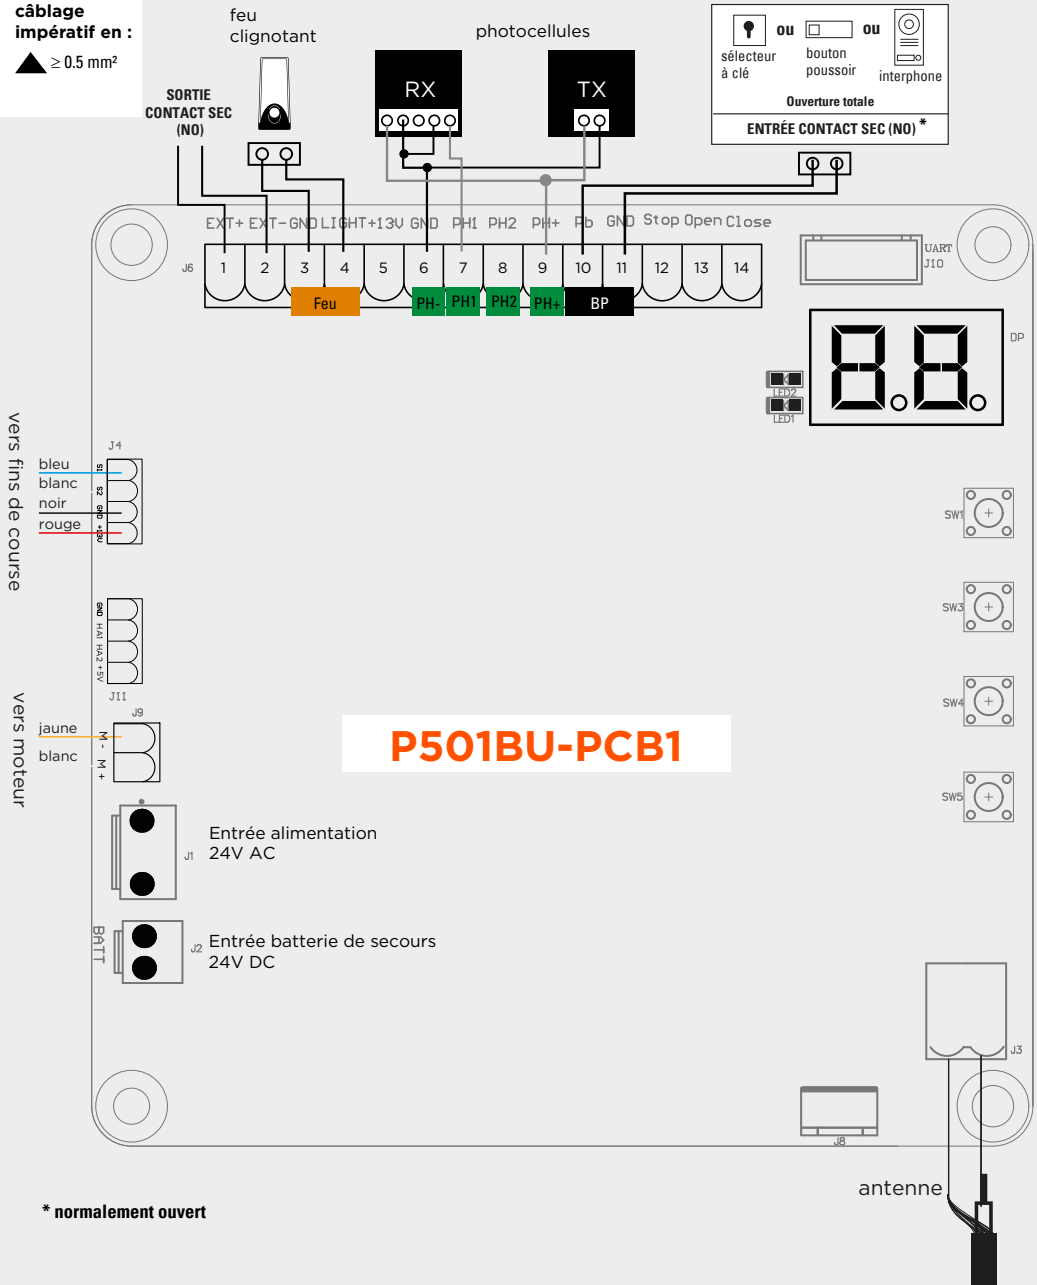 câblage
impératif en :
≥ 0.5 mm²
feu
clignotant
photocellules
RX
TX
ou
ou
sélecteur
à clé
bouton
poussoir
interphone
Ouverture totale
ENTRÉE CONTACT SEC (NO) *
SORTIE
CONTACT SEC
(NO)
EXT+ EXT- GND LIGHT +13V GND PH1 PH2 PH+ Pb GND Stop Open Close
J6
1 2 3 4 5 6 7 8 9 10 11 12 13 14
Feu PH- PH1 PH2 PH+ BP
UART
J10
DP
8.8.
LED2
LED1
vers fins de course
J4
bleu
blanc
noir
rouge
S1
S2
GND
+13V
SW1
SW3
SW4
SW5
GND
HA1
HA2
+5V
J11
J9
vers moteur
jaune
blanc
M -
M +
P501BU-PCB1
Entrée alimentation
24V AC
J1
BATT
J2
Entrée batterie de secours
24V DC
J3
J8
antenne
* normalement ouvert